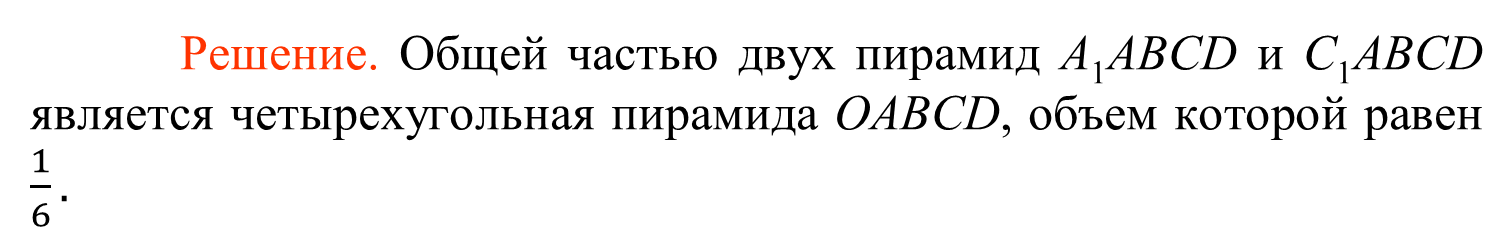 Решение. Общей частью двух пирамид A₁ABCD и C₁ABCD
является четырехугольная пирамида OABCD, объем которой равен
1/6.